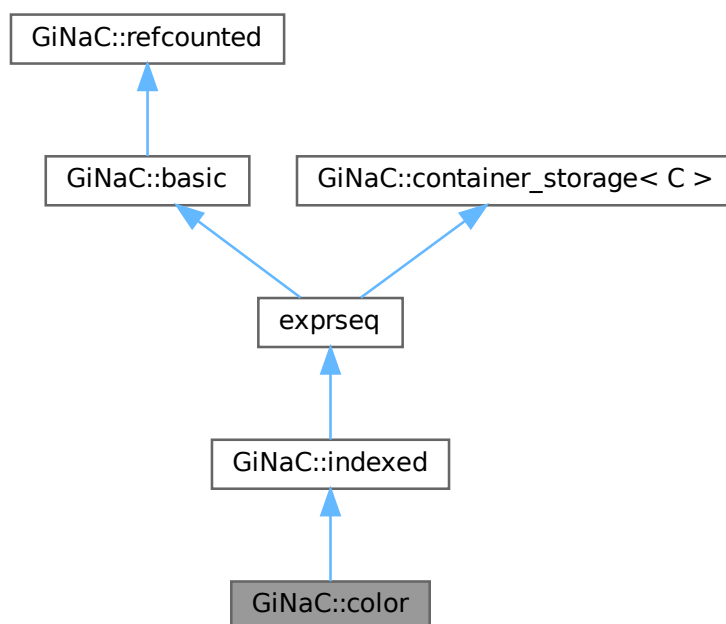 GiNaC::refcounted
GiNaC::basic
GiNaC::container_storage< C >
exprseq
GiNaC::indexed
GiNaC::color